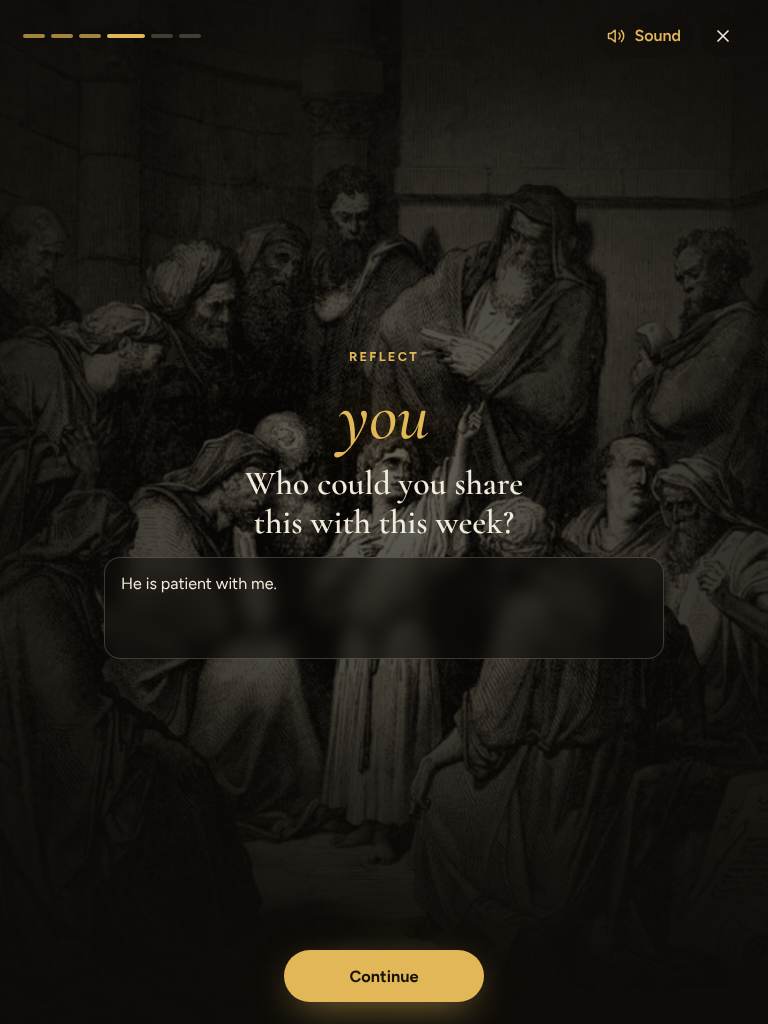 Sound
REFLECT
you
Who could you share
this with this week?
He is patient with me.
Continue